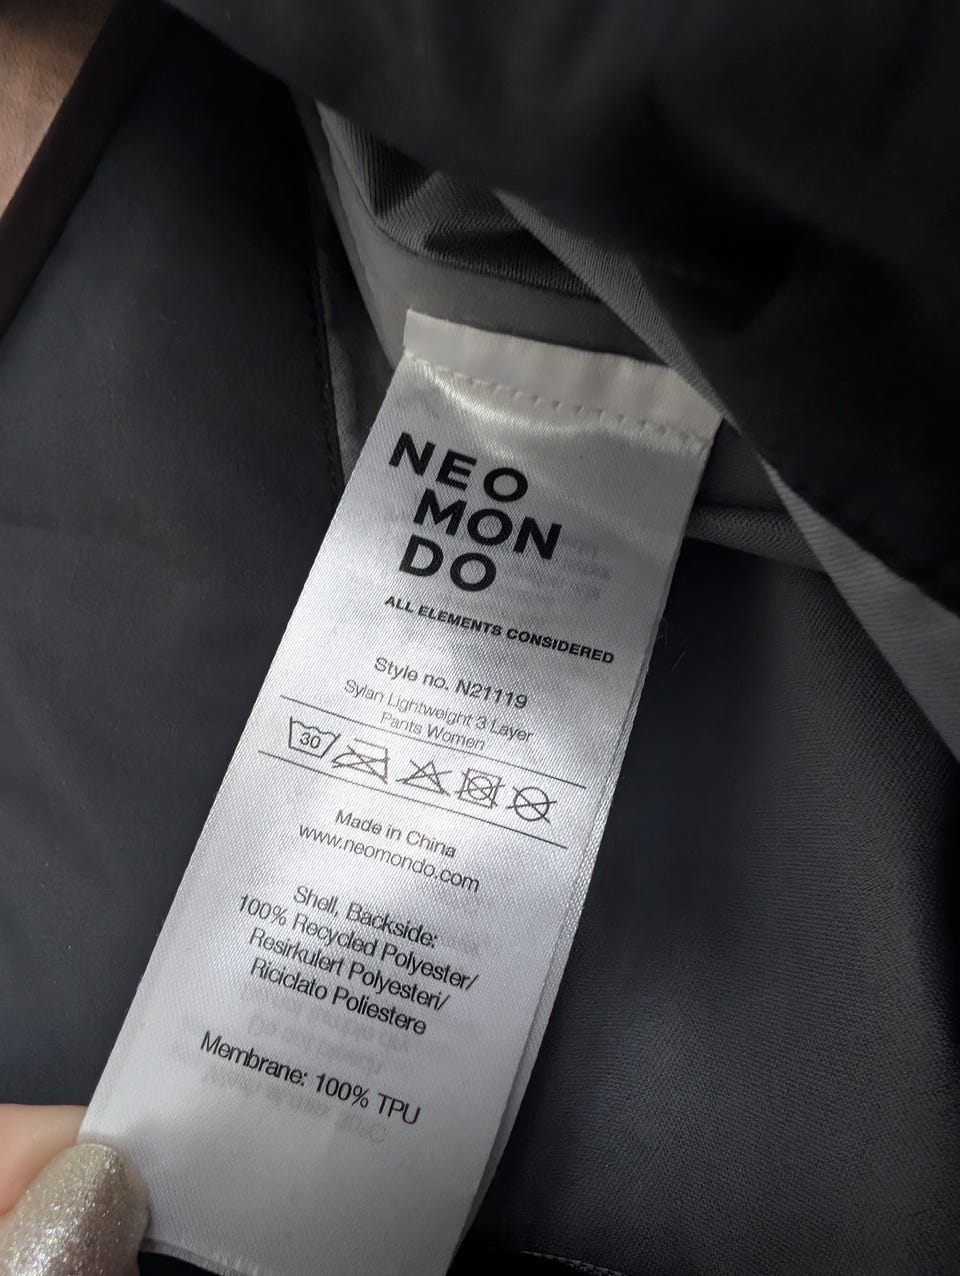 NEO
MON
DO
ALL ELEMENTS CONSIDERED
Style no. N21119
Sylan Lightweight 3 Layer
Pants Women
30
Made in China
www.neomondo.com
Shell, Backside:
100% Recycled Polyester/
Resirkulert Polyesteri/
Riciclato Poliestere
Membrane: 100% TPU